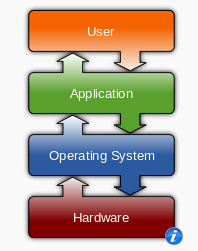 User
Application
Operating System
Hardware
i